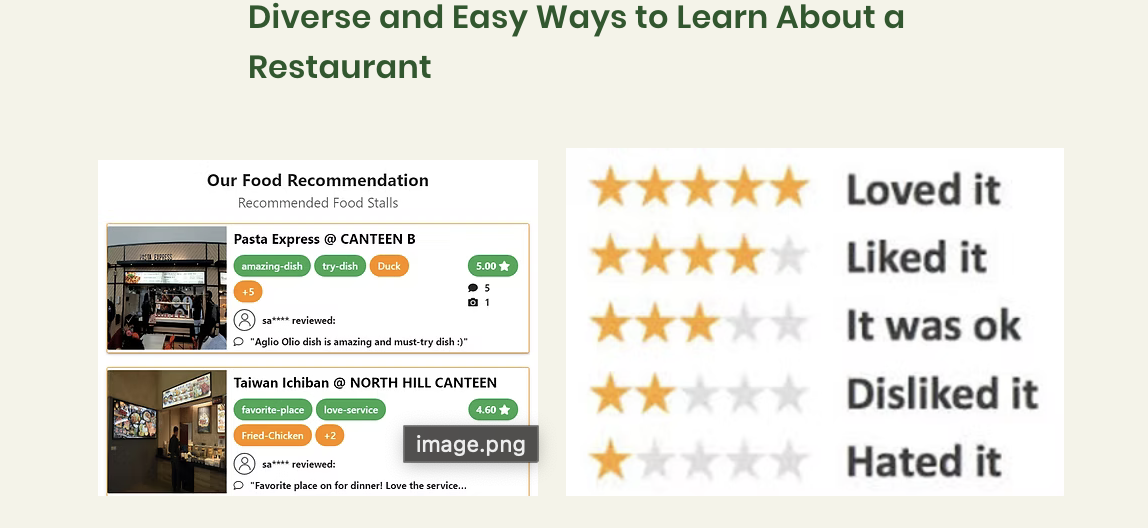 Diverse and Easy Ways to Learn About a
Restaurant
Our Food Recommendation
Recommended Food Stalls
Pasta Express @ CANTEEN B
amazing-dish try-dish Duck 5.00
+5 5
1
sa**** reviewed:
"Aglio Olio dish is amazing and must-try dish :)"
Taiwan Ichiban @ NORTH HILL CANTEEN
favorite-place love-service 4.60
Fried-Chicken +2
sa**** reviewed:
"Favorite place on for dinner! Love the service...
image.png
Loved it
Liked it
It was ok
Disliked it
Hated it